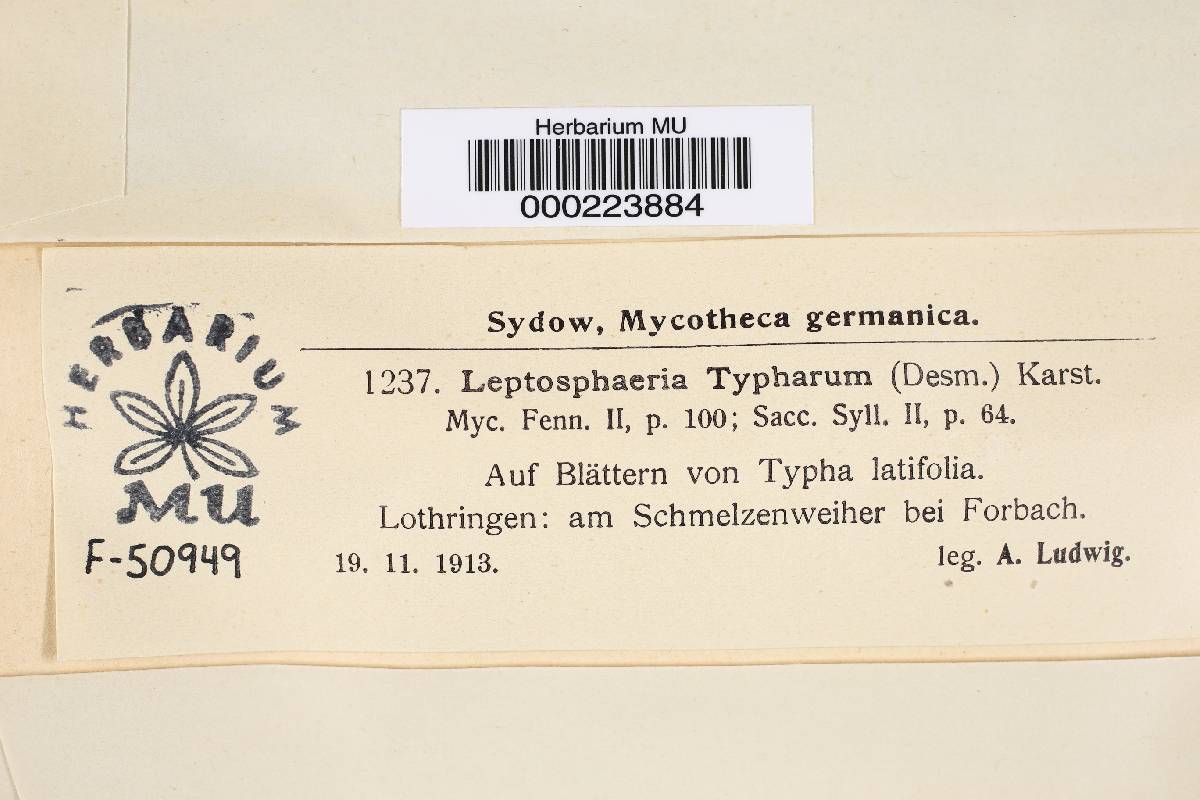 Herbarium MU
000223884
Sydow, Mycotheca germanica.
1237. Leptosphaeria Typharum (Desm.) Karst.
Myc. Fenn. II, p. 100; Sacc. Syll. II, p. 64.
Auf Blättern von Typha latifolia.
Lothringen: am Schmelzenweiher bei Forbach.
19. 11. 1913. leg. A. Ludwig.
HERBARIUM
MU
F-50949